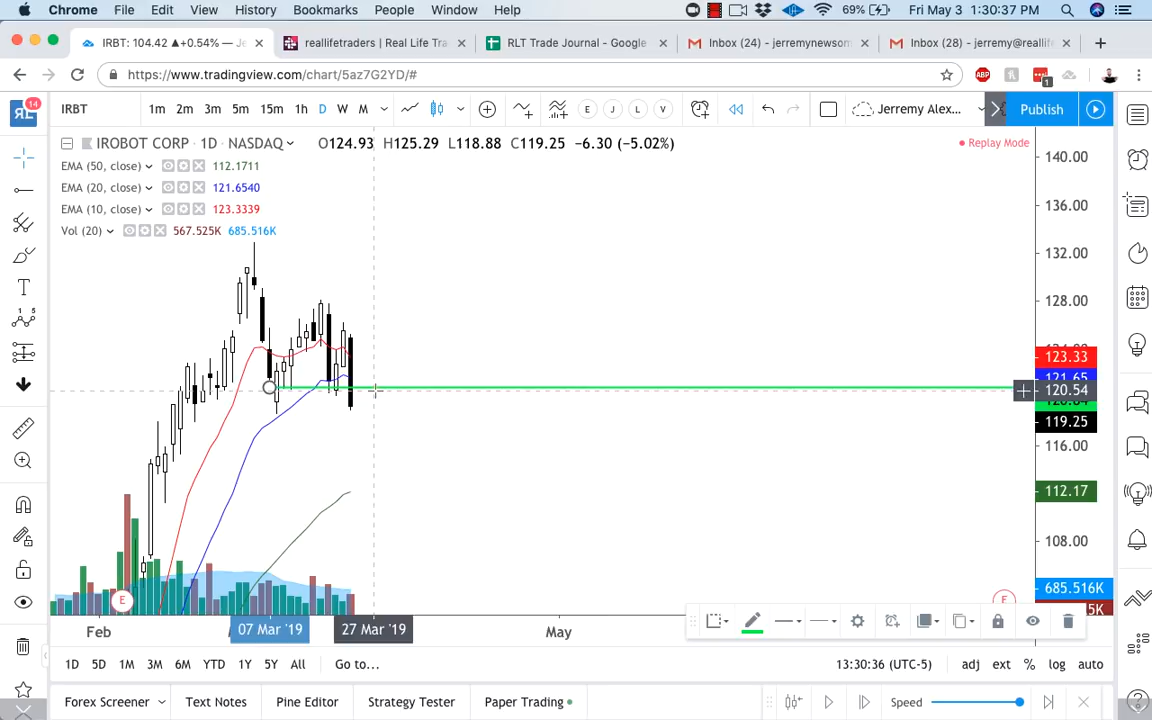 Chrome File Edit View History Bookmarks People Window Help 69% Fri May 3 1:30:37 PM
IRBT: 104.42 ▲+0.54% — Je reallifetraders | Real Life Tra RLT Trade Journal - Google Inbox (24) - jerremynewsom Inbox (28) - jeremy@reallif
https://www.tradingview.com/chart/5az7G2YD/#
ABP 1
14 IRBT 1m 2m 3m 5m 15m 1h D W M E J L V Jerremy Alex... Publish
IROBOT CORP · 1D · NASDAQ O124.93 H125.29 L118.88 C119.25 −6.30 (−5.02%) Replay Mode
EMA (50, close) 112.1711
EMA (20, close) 121.6540
EMA (10, close) 123.3339
Vol (20) 567.525K 685.516K
140.00
136.00
132.00
128.00
123.33
121.65
120.54
119.25
116.00
112.17
108.00
685.516K
E E
Feb 07 Mar '19 27 Mar '19 May
1D 5D 1M 3M 6M YTD 1Y 5Y All Go to... 13:30:36 (UTC-5) adj ext % log auto
Forex Screener Text Notes Pine Editor Strategy Tester Paper Trading Speed